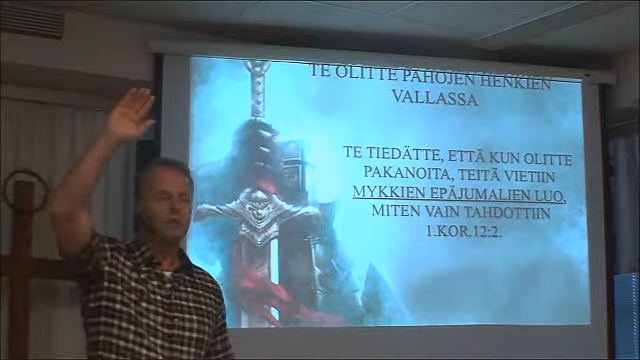 TE OLITTE PAHOJEN HENKIEN
VALLASSA
TE TIEDÄTTE, ETTÄ KUN OLITTE
PAKANOITA, TEITÄ VIETIIN
MYKKIEN EPÄJUMALIEN LUO,
MITEN VAIN TAHDOTTIIN
1.KOR.12:2.